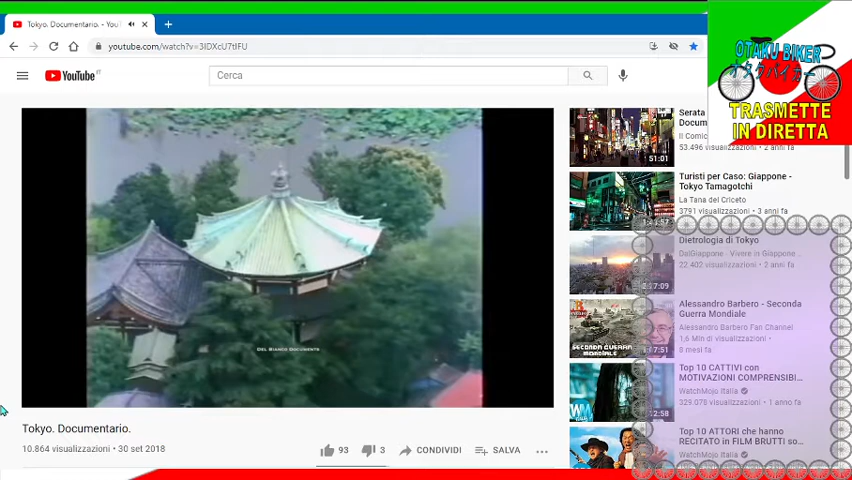 Tokyo. Documentario. - You
youtube.com/watch?v=3IDXcU7tIFU
YouTube IT
Cerca
OTAKU BIKER
オタクバイカー
TRASMETTE
IN DIRETTA
DEL BIANCO DOCUMENTS
Tokyo. Documentario.
10.864 visualizzazioni • 30 set 2018
93
3
CONDIVIDI
SALVA
Serata
Docum
Il Comic
53.496 visualizzazioni • 2 anni fa
51:01
Turisti per Caso: Giappone -
Tokyo Tamagotchi
La Tana del Criceto
3791 visualizzazioni • 3 anni fa
Dietrologia di Tokyo
DalGiappone - Vivere in Giappone
22.402 visualizzazioni • 2 anni fa
2:17:09
Alessandro Barbero - Seconda
Guerra Mondiale
Alessandro Barbero Fan Channel
1,6 Mln di visualizzazioni •
8 mesi fa
SECONDA GUERRA
MONDIALE
1:07:51
Top 10 CATTIVI con
MOTIVAZIONI COMPRENSIBI...
WatchMojo Italia
329.078 visualizzazioni • 1 anno fa
12:58
Top 10 ATTORI che hanno
RECITATO in FILM BRUTTI so...
WatchMojo Italia